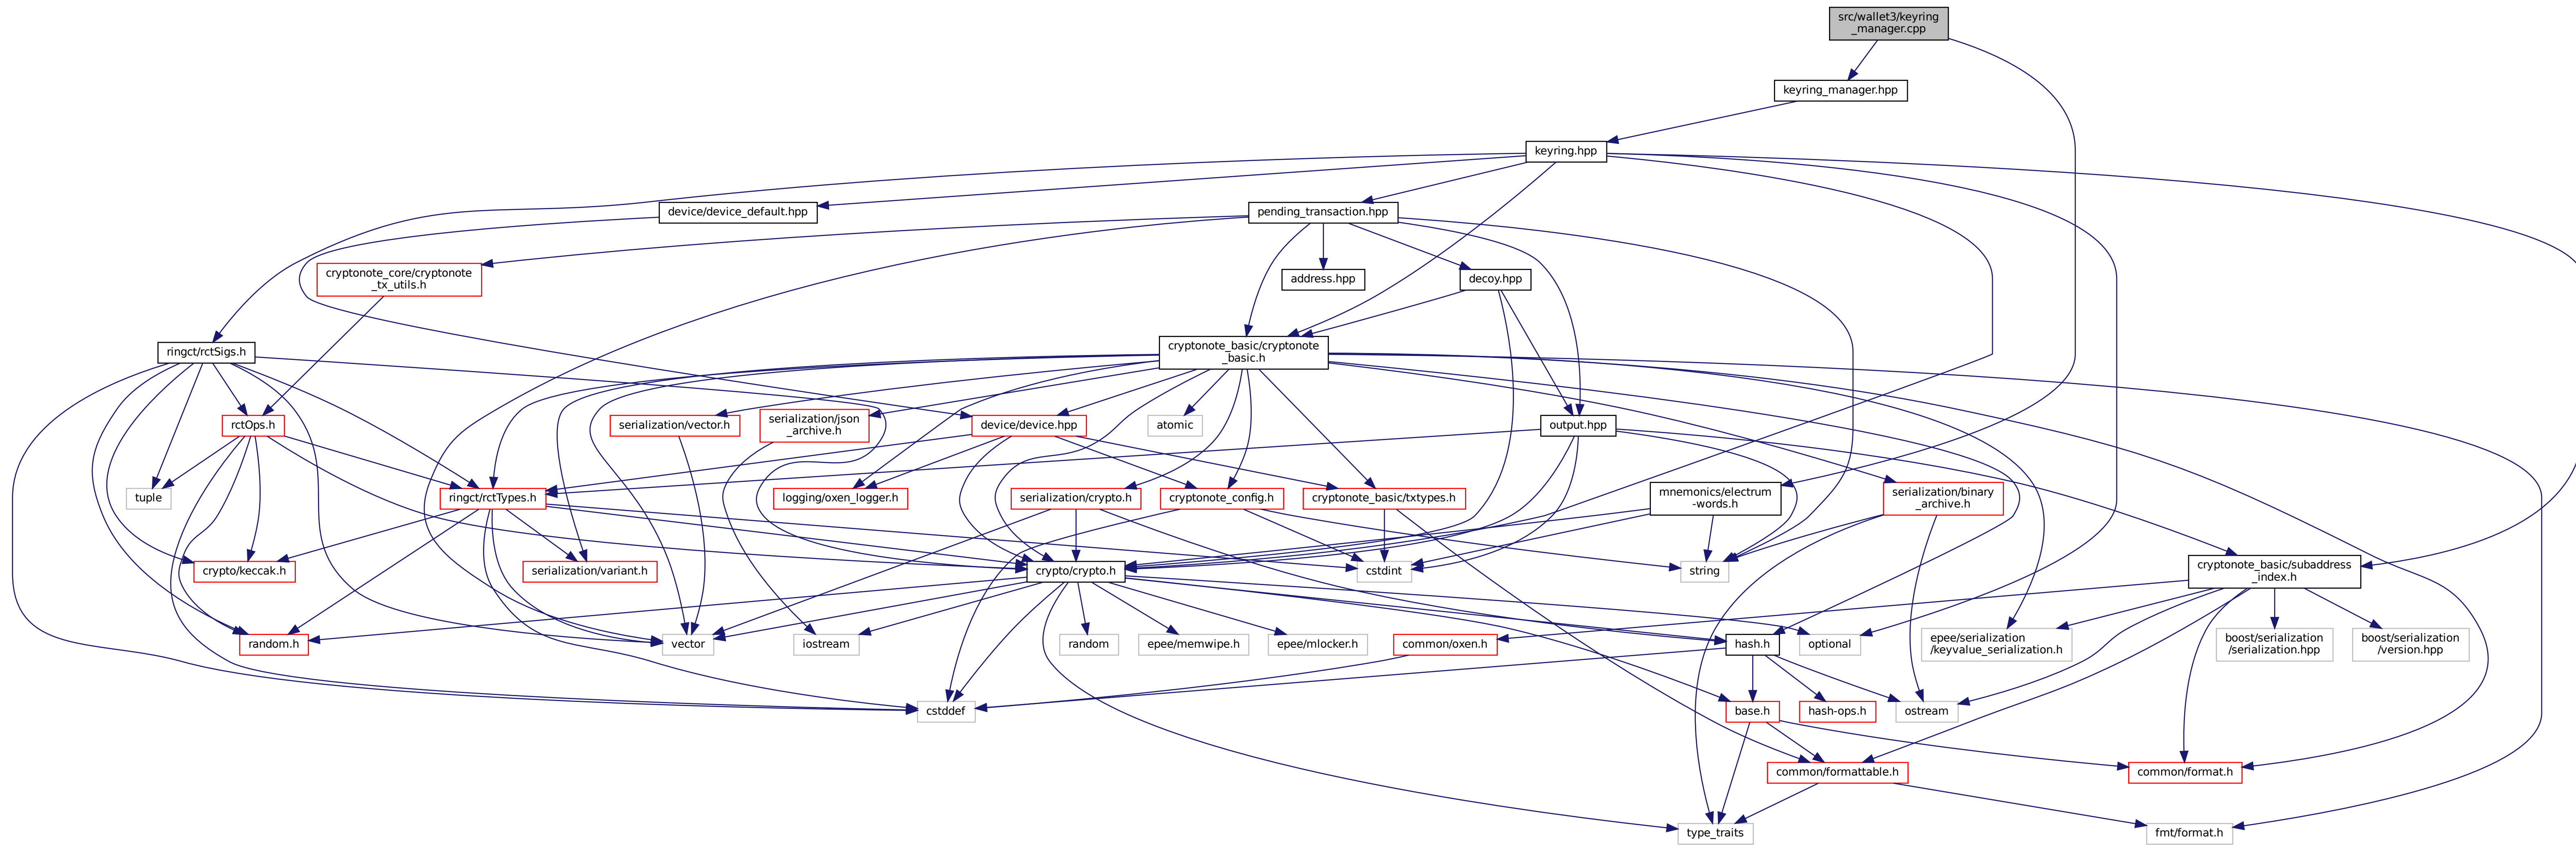 src/wallet3/keyring
_manager.cpp
keyring_manager.hpp
keyring.hpp
device/device_default.hpp
pending_transaction.hpp
cryptonote_core/cryptonote
_tx_utils.h
address.hpp
decoy.hpp
ringct/rctSigs.h
cryptonote_basic/cryptonote
_basic.h
rctOps.h
serialization/vector.h
serialization/json
_archive.h
device/device.hpp
atomic
output.hpp
tuple
ringct/rctTypes.h
logging/oxen_logger.h
serialization/crypto.h
cryptonote_config.h
cryptonote_basic/txtypes.h
mnemonics/electrum
-words.h
serialization/binary
_archive.h
crypto/keccak.h
serialization/variant.h
crypto/crypto.h
cstdint
string
cryptonote_basic/subaddress
_index.h
random.h
vector
iostream
random
epee/memwipe.h
epee/mlocker.h
common/oxen.h
hash.h
optional
epee/serialization
/keyvalue_serialization.h
boost/serialization
/serialization.hpp
boost/serialization
/version.hpp
cstddef
base.h
hash-ops.h
ostream
common/formattable.h
common/format.h
type_traits
fmt/format.h